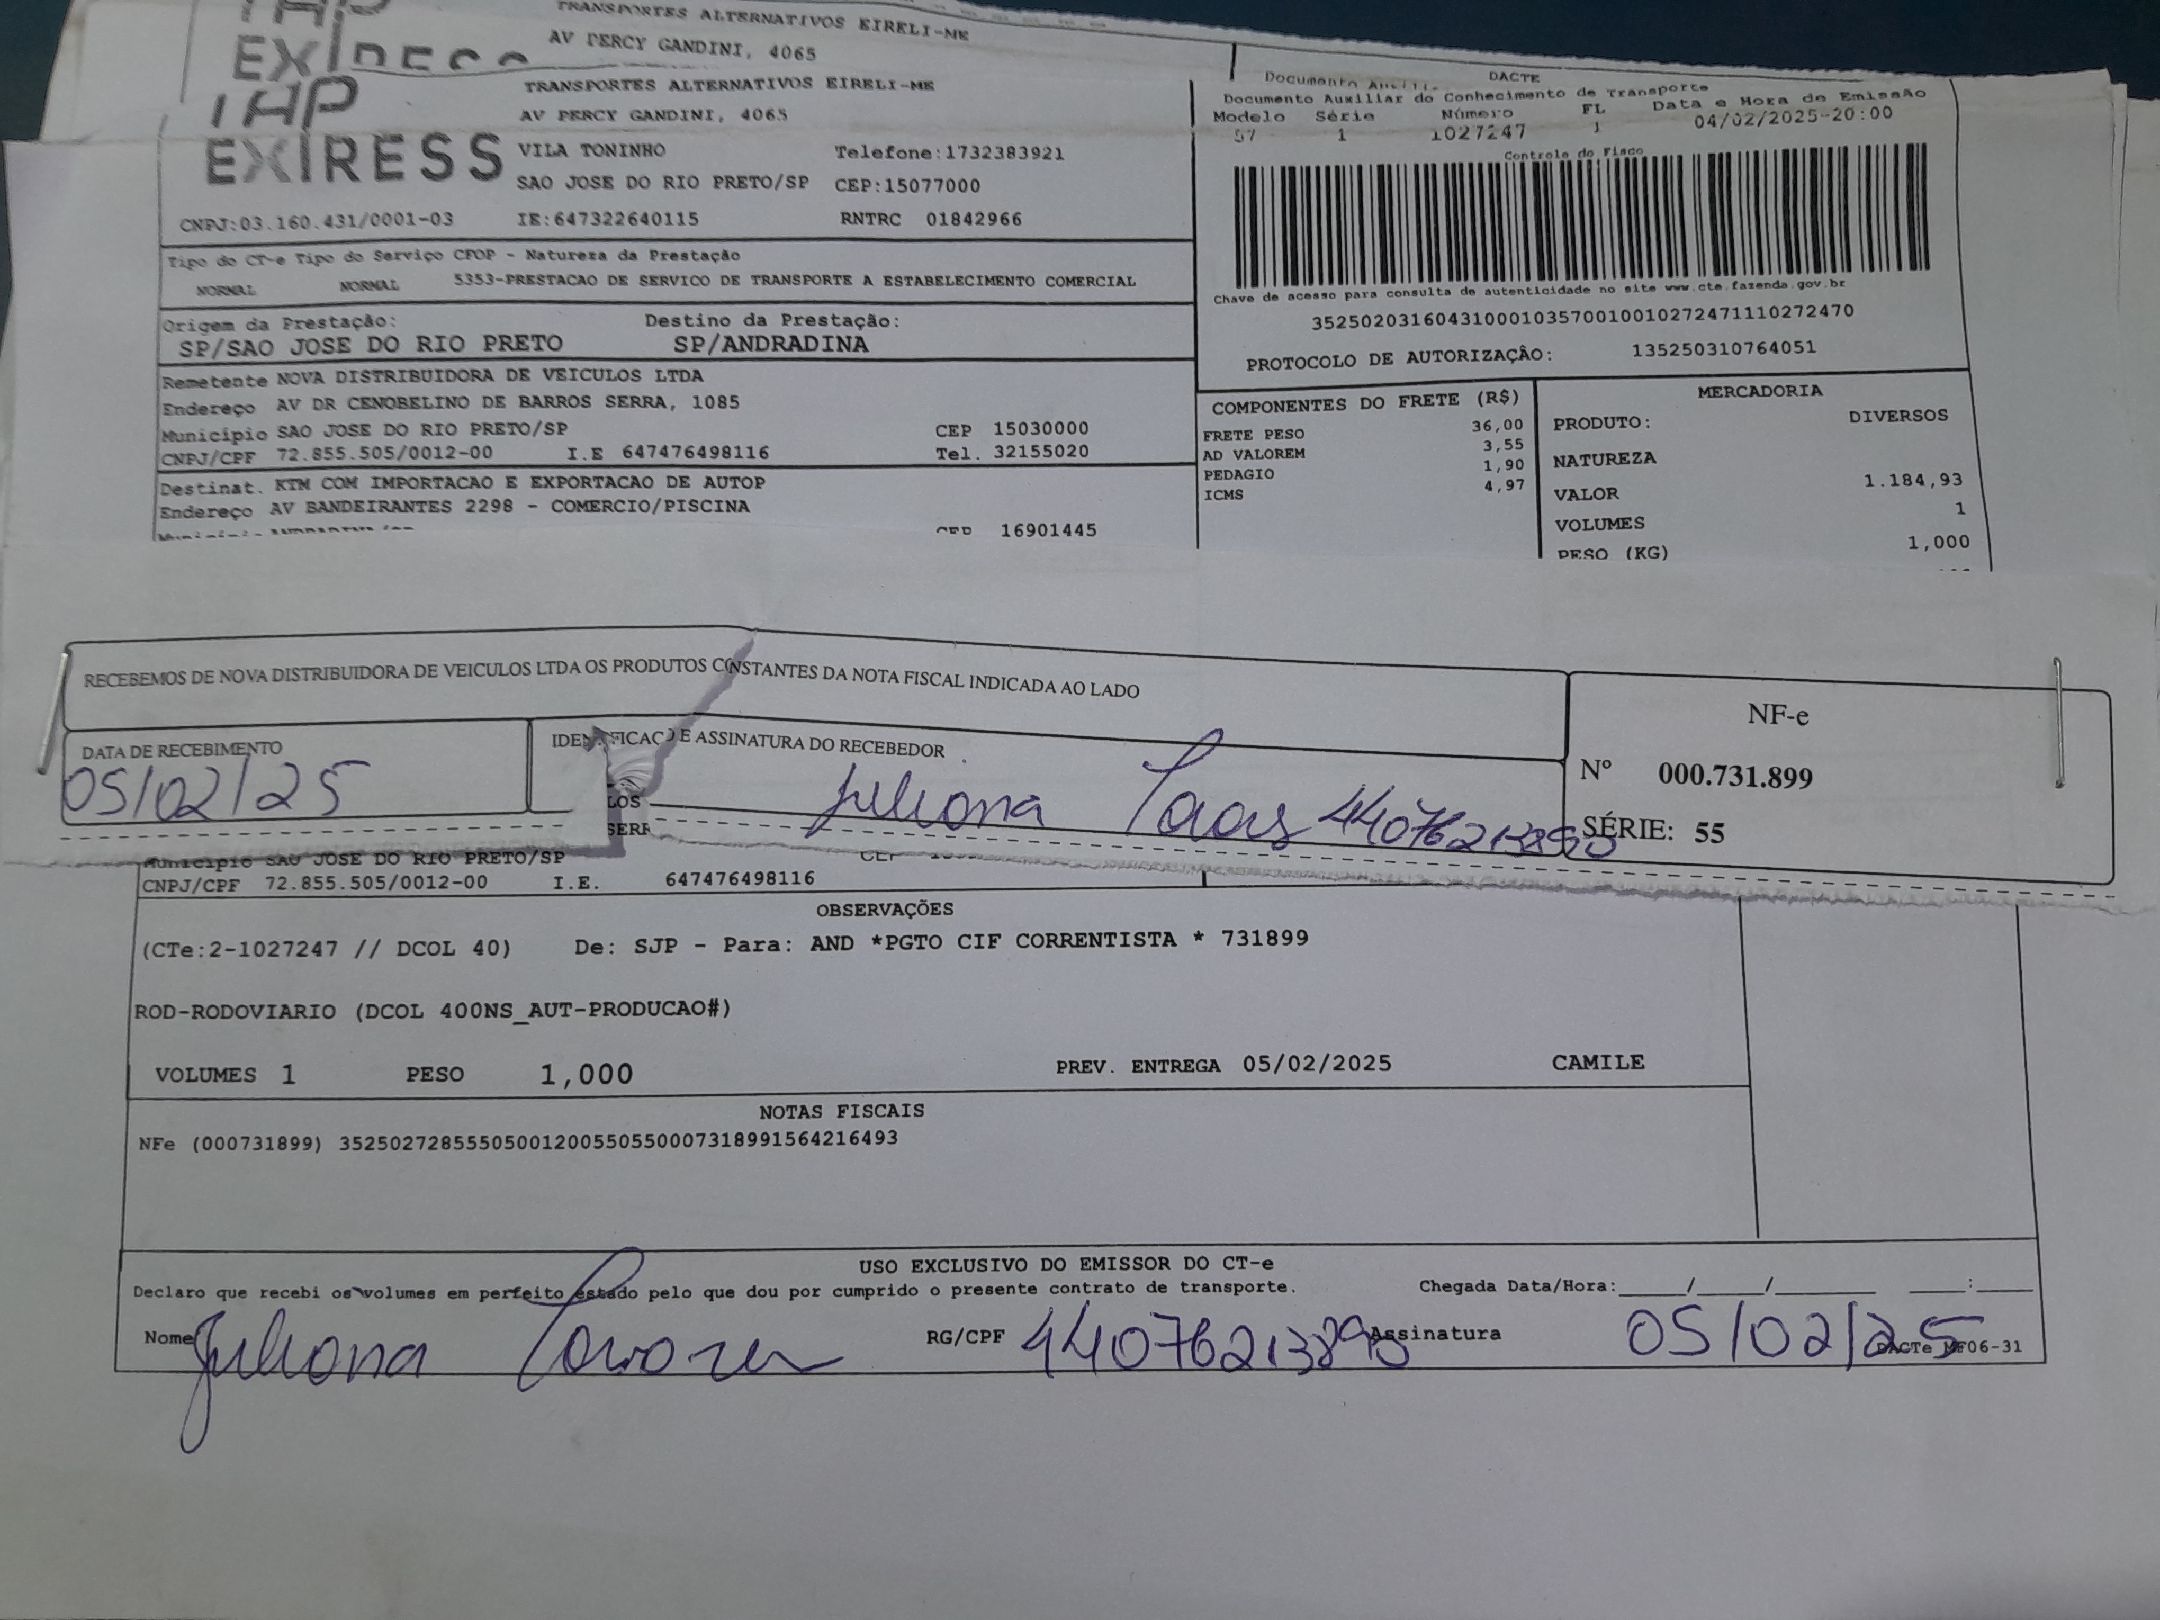 EXPRESS
TRANSPORTES ALTERNATIVOS EIRELI-ME
AV PERCY GANDINI, 4065
TAP
EXPRESS
TRANSPORTES ALTERNATIVOS EIRELI-ME
AV PERCY GANDINI, 4065
VILA TONINHO Telefone:1732383921
SAO JOSE DO RIO PRETO/SP CEP:15077000
CNPJ:03.160.431/0001-03 IE:647322640115 RNTRC 01842966
DACTE
Documento Auxiliar do Conhecimento de Transporte
Modelo Série Número FL Data e Hora de Emissão
57 1 1027247 1 04/02/2025-20:00
Controle do Fisco
Chave de acesso para consulta de autenticidade no site www.cte.fazenda.gov.br
35250203160431000103570010010272471110272470
PROTOCOLO DE AUTORIZAÇÃO: 135250310764051
Tipo do CT-e Tipo do Serviço CFOP - Natureza da Prestação
NORMAL NORMAL 5353-PRESTACAO DE SERVICO DE TRANSPORTE A ESTABELECIMENTO COMERCIAL
Origem da Prestação: Destino da Prestação:
SP/SAO JOSE DO RIO PRETO SP/ANDRADINA
Remetente NOVA DISTRIBUIDORA DE VEICULOS LTDA
Endereço AV DR CENOBELINO DE BARROS SERRA, 1085
Município SAO JOSE DO RIO PRETO/SP CEP 15030000
CNPJ/CPF 72.855.505/0012-00 I.E 647476498116 Tel. 32155020
Destinat. KTM COM IMPORTACAO E EXPORTACAO DE AUTOP
Endereço AV BANDEIRANTES 2298 - COMERCIO/PISCINA
CEP 16901445
COMPONENTES DO FRETE (R$)
FRETE PESO 36,00
AD VALOREM 3,55
PEDAGIO 1,90
ICMS 4,97
MERCADORIA
PRODUTO: DIVERSOS
NATUREZA
VALOR 1.184,93
VOLUMES 1
PESO (KG) 1,000
RECEBEMOS DE NOVA DISTRIBUIDORA DE VEICULOS LTDA OS PRODUTOS CONSTANTES DA NOTA FISCAL INDICADA AO LADO
DATA DE RECEBIMENTO
05/02/25
IDENTIFICAÇÃO E ASSINATURA DO RECEBEDOR
Juliana 44076213890
NF-e
Nº 000.731.899
SÉRIE: 55
Município SAO JOSE DO RIO PRETO/SP
CNPJ/CPF 72.855.505/0012-00 I.E. 647476498116
OBSERVAÇÕES
(CTe:2-1027247 // DCOL 40) De: SJP - Para: AND *PGTO CIF CORRENTISTA * 731899
ROD-RODOVIARIO (DCOL 400NS_AUT-PRODUCAO#)
VOLUMES 1 PESO 1,000 PREV. ENTREGA 05/02/2025 CAMILE
NOTAS FISCAIS
NFe (000731899) 35250272855505001200550550007318991564216493
USO EXCLUSIVO DO EMISSOR DO CT-e
Declaro que recebi os volumes em perfeito estado pelo que dou por cumprido o presente contrato de transporte. Chegada Data/Hora:_____/_____/________ ____:____
Nome Juliana RG/CPF 44076213890 Assinatura 05/02/25
DACTe MF06-31